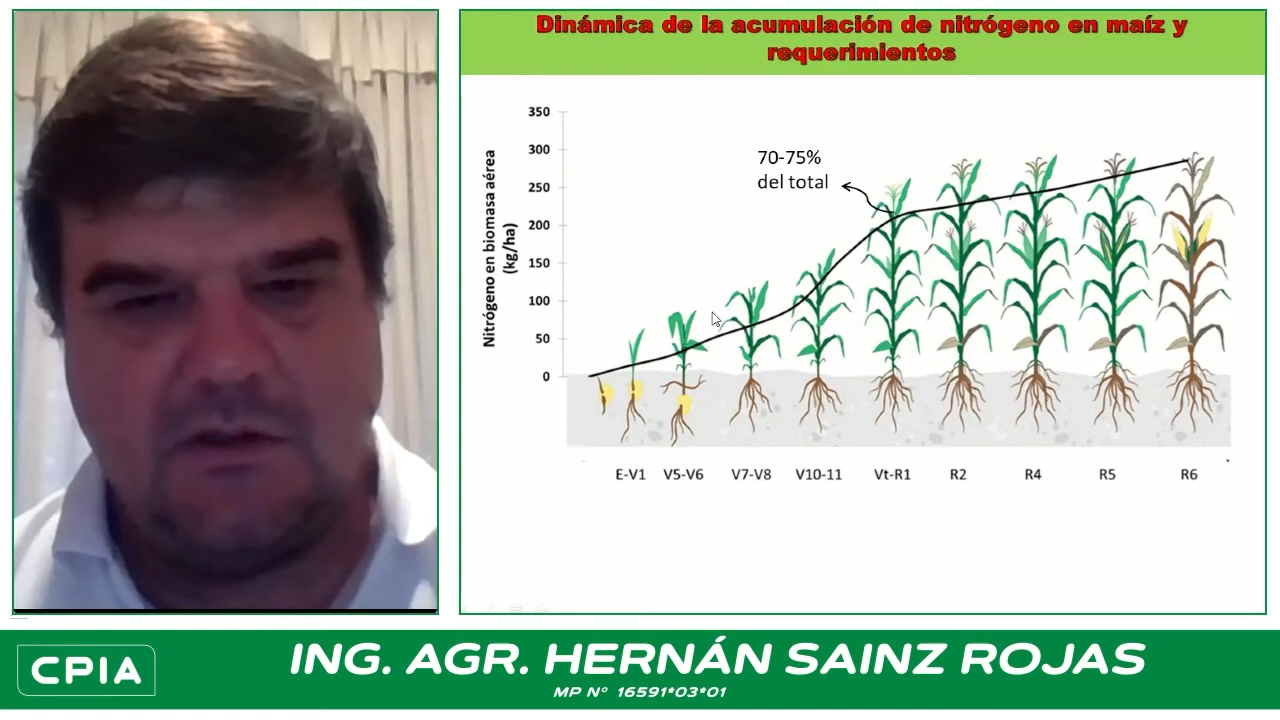 Dinámica de la acumulación de nitrógeno en maíz y
requerimientos
350
300
250
200
150
100
50
0
Nitrógeno en biomasa aérea
(kg/ha)
70-75%
del total
E-V1 V5-V6 V7-V8 V10-11 Vt-R1 R2 R4 R5 R6
CPIA
ING. AGR. HERNÁN SAINZ ROJAS
MP Nº 16591*03*01